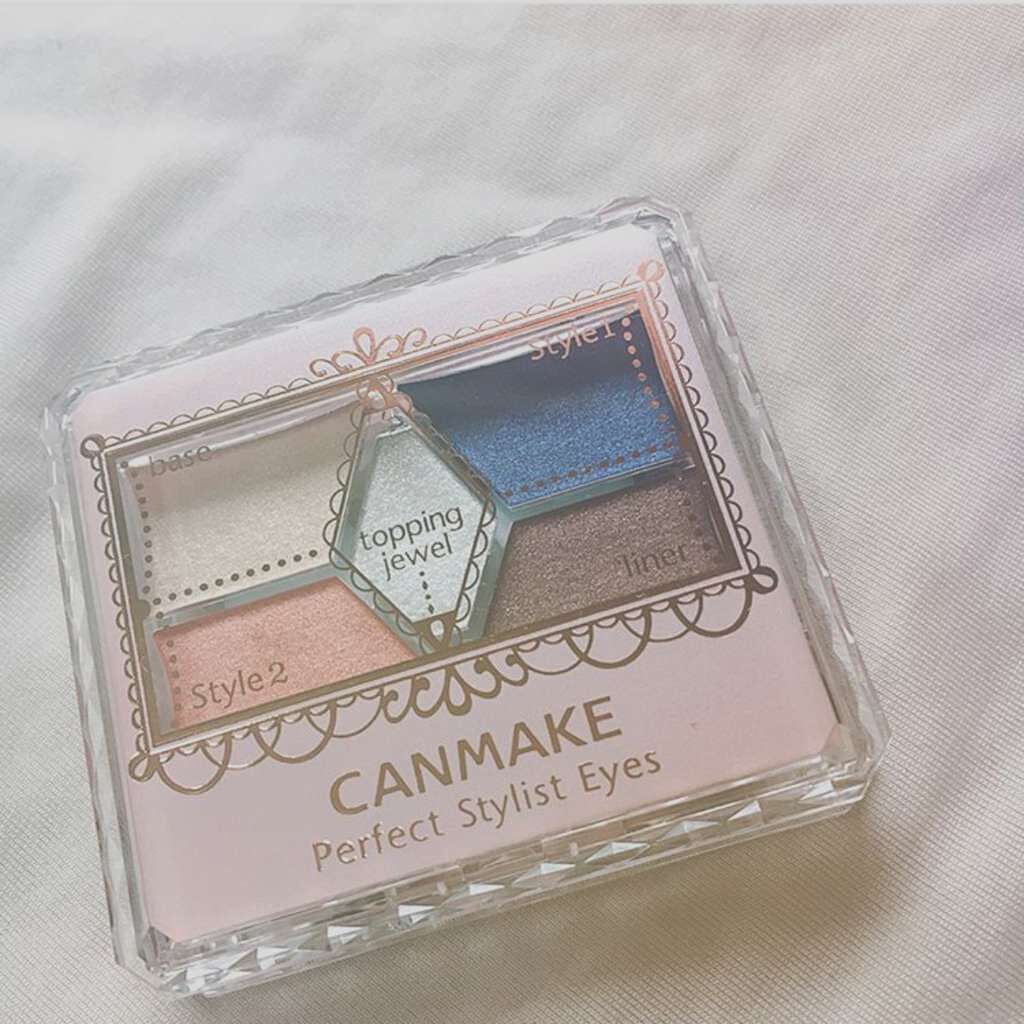 base
Style1
topping
jewel
liner
Style2
CANMAKE
Perfect Stylist Eyes